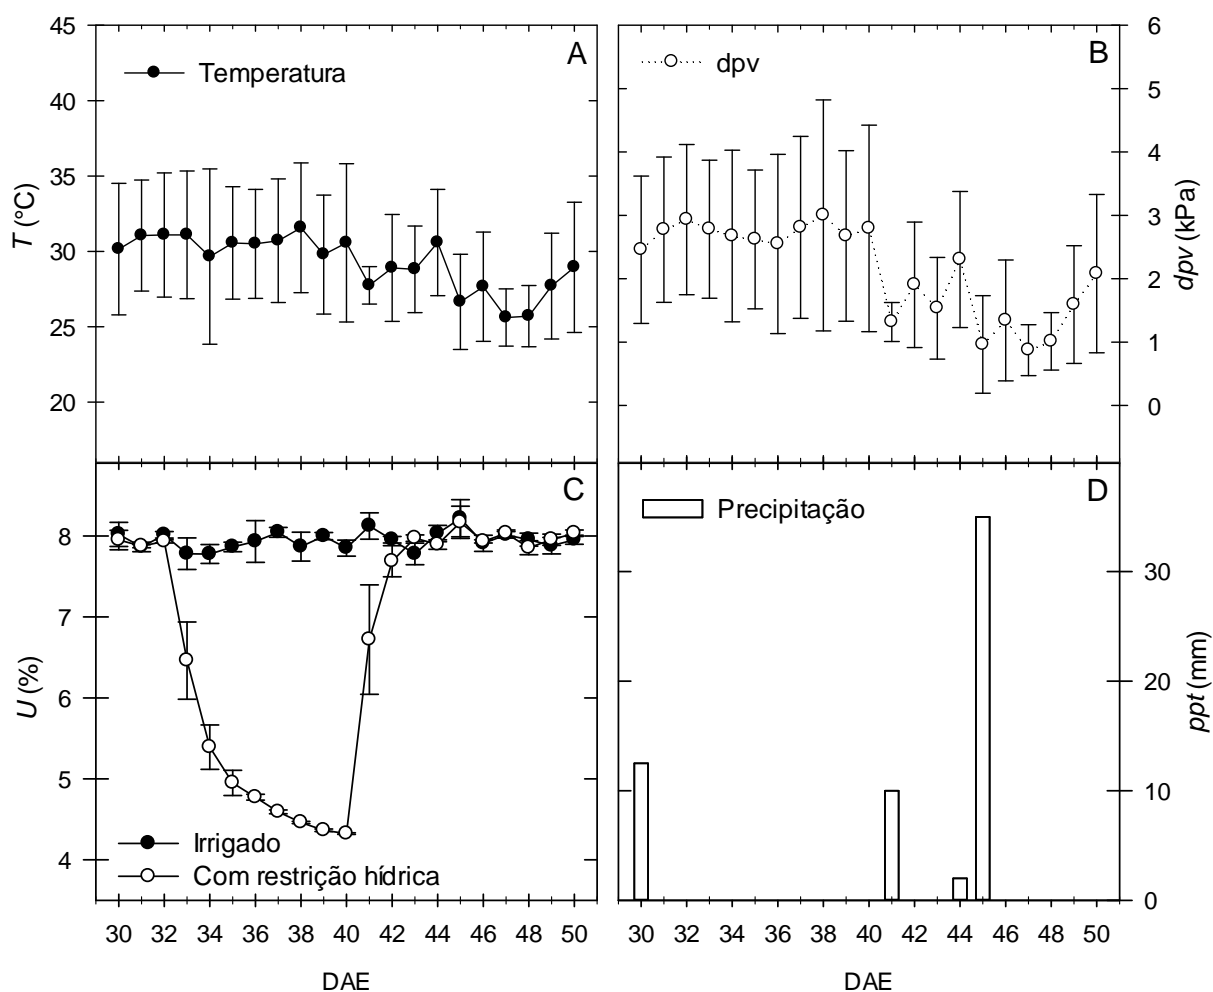 45
40
35
30
25
20
T (°C)
Temperatura
A
dpv
B
6
5
4
3
2
1
0
dpv (kPa)
8
7
6
5
4
U (%)
C
Irrigado
Com restrição hídrica
30 32 34 36 38 40 42 44 46 48 50
DAE
Precipitação
D
30
20
10
0
ppt (mm)
30 32 34 36 38 40 42 44 46 48 50
DAE